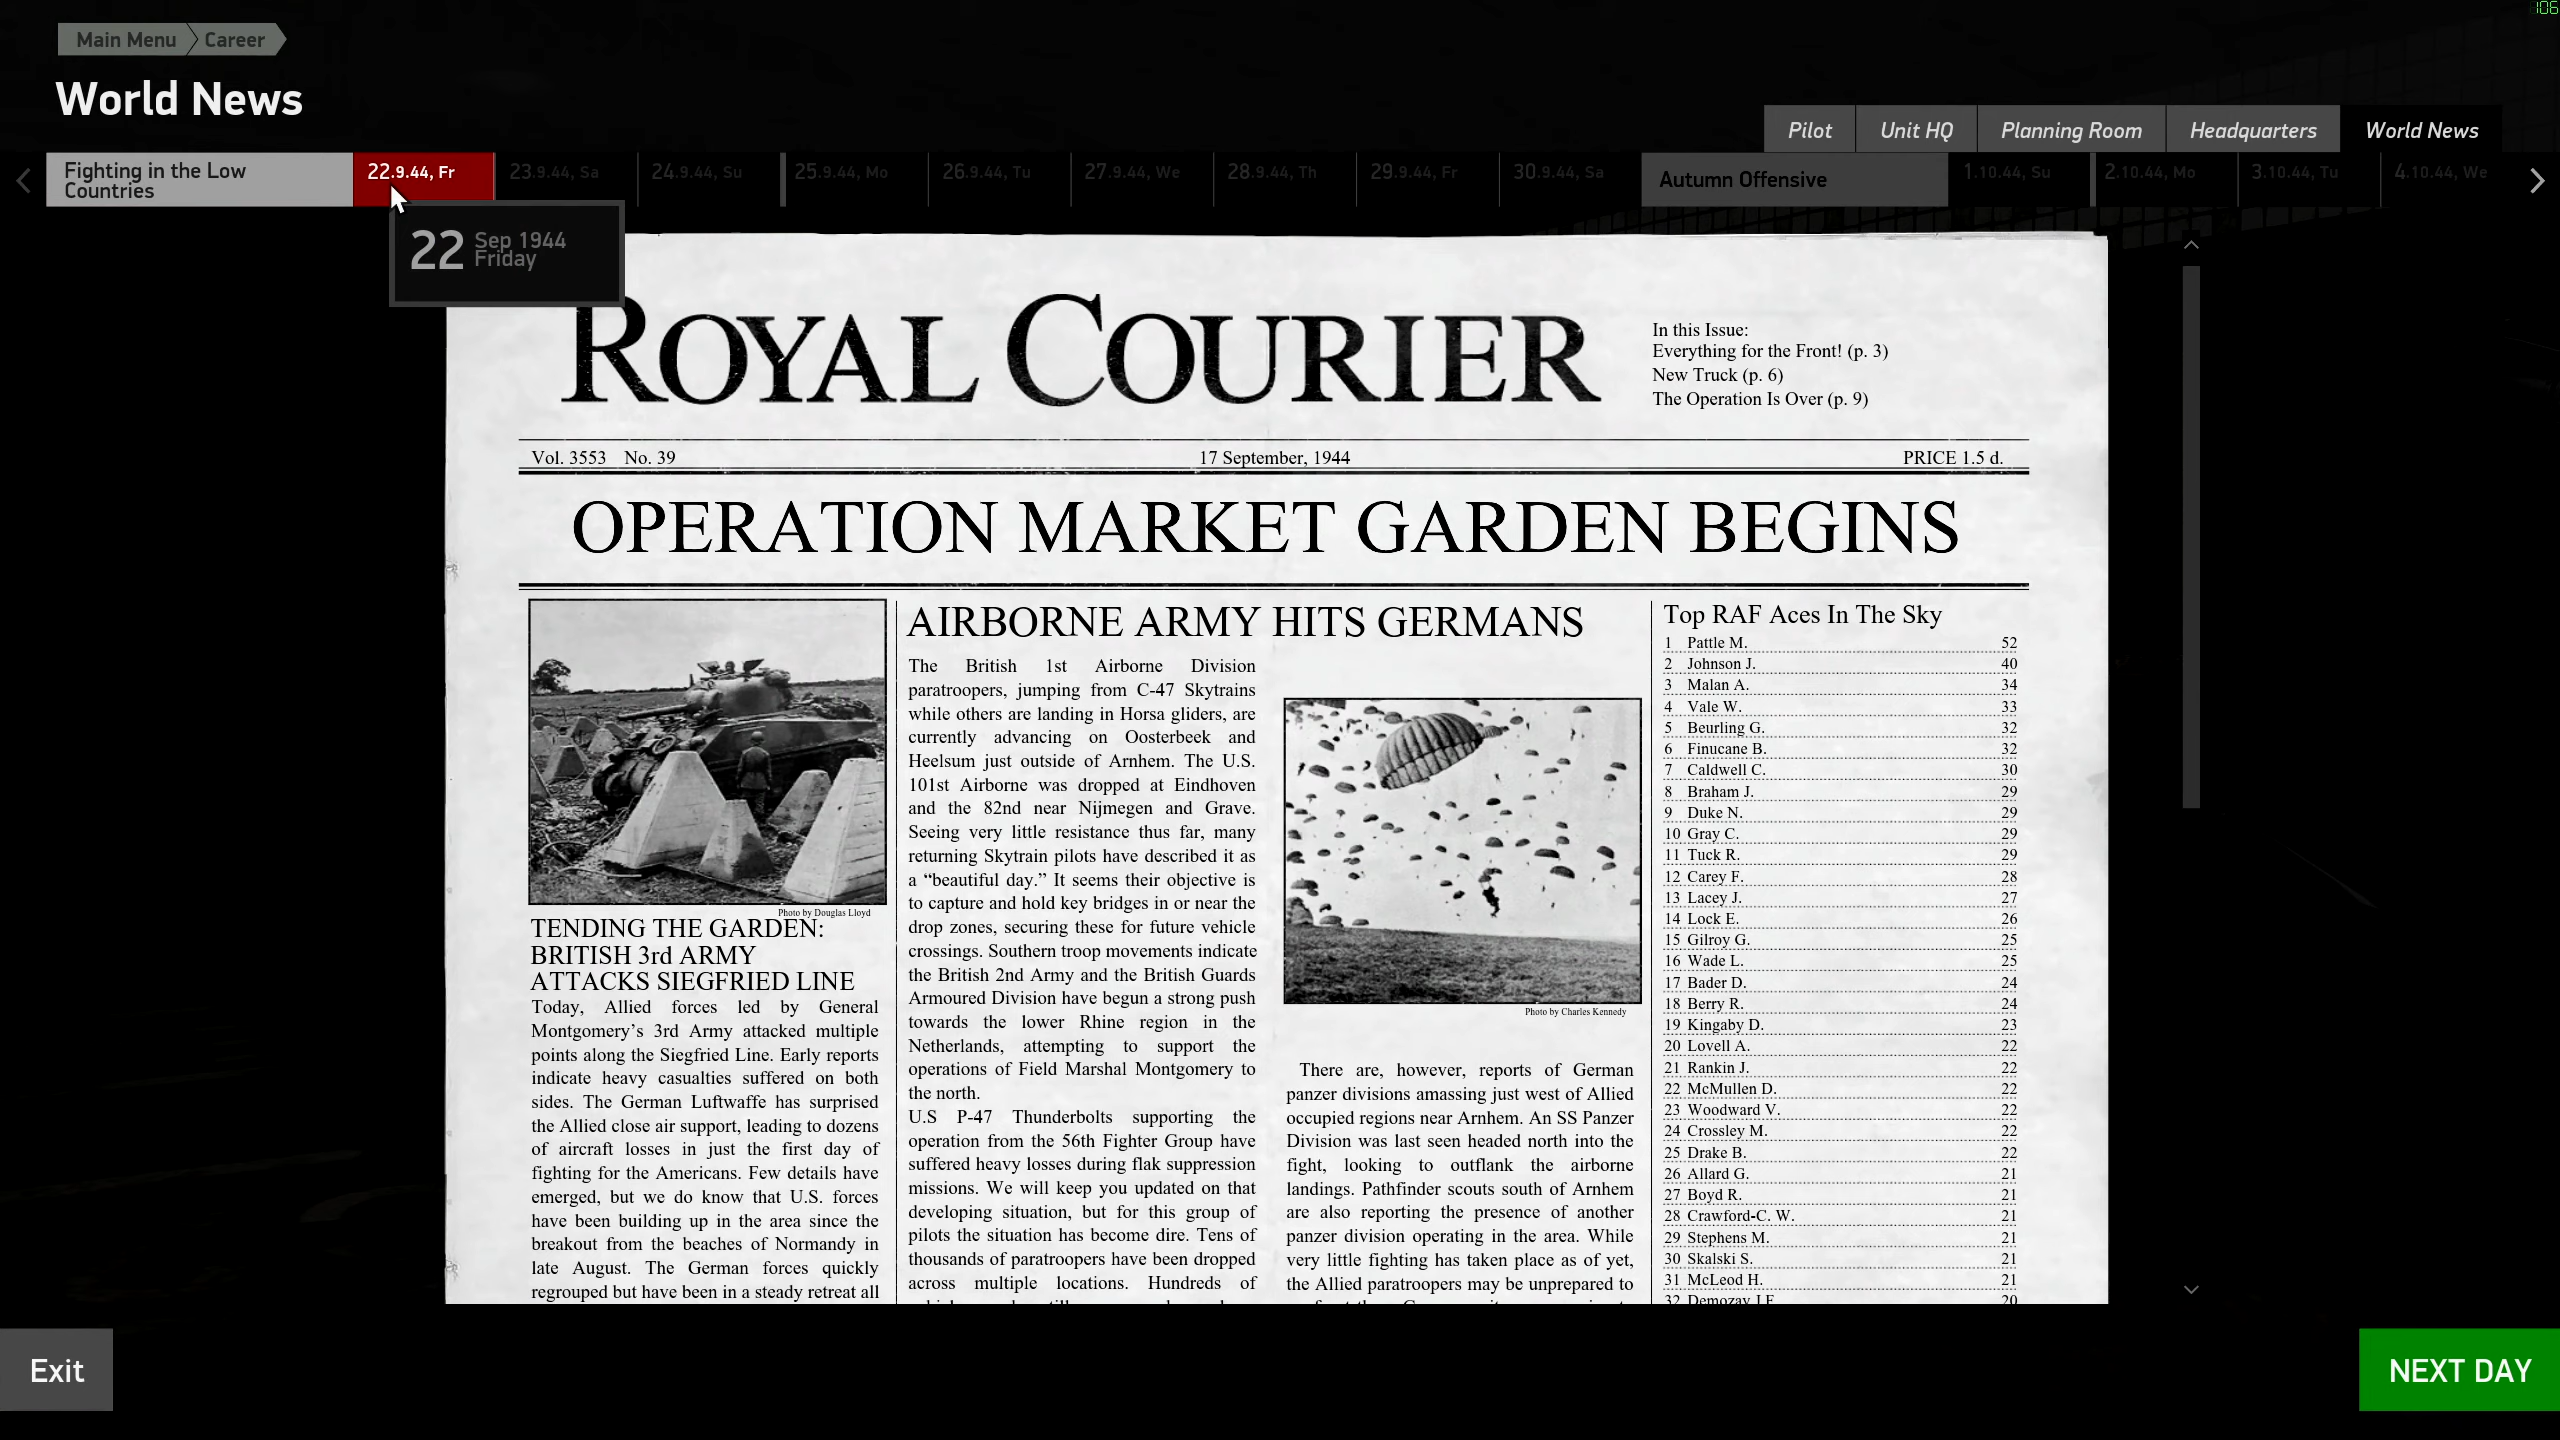 106
Main Menu
Career
World News
Pilot
Unit HQ
Planning Room
Headquarters
World News
Fighting in the Low
Countries
22.9.44, Fr
23.9.44, Sa
24.9.44, Su
25.9.44, Mo
26.9.44, Tu
27.9.44, We
28.9.44, Th
29.9.44, Fr
30.9.44, Sa
Autumn Offensive
1.10.44, Su
2.10.44, Mo
3.10.44, Tu
4.10.44, We
22
Sep 1944
Friday
ROYAL COURIER
In this Issue:
Everything for the Front! (p. 3)
New Truck (p. 6)
The Operation Is Over (p. 9)
Vol. 3553 No. 39
17 September, 1944
PRICE 1.5 d.
OPERATION MARKET GARDEN BEGINS
Photo by Douglas Lloyd
TENDING THE GARDEN:
BRITISH 3rd ARMY
ATTACKS SIEGFRIED LINE
Today, Allied forces led by General
Montgomery’s 3rd Army attacked multiple
points along the Siegfried Line. Early reports
indicate heavy casualties suffered on both
sides. The German Luftwaffe has surprised
the Allied close air support, leading to dozens
of aircraft losses in just the first day of
fighting for the Americans. Few details have
emerged, but we do know that U.S. forces
have been building up in the area since the
breakout from the beaches of Normandy in
late August. The German forces quickly
regrouped but have been in a steady retreat all
AIRBORNE ARMY HITS GERMANS
The British 1st Airborne Division
paratroopers, jumping from C-47 Skytrains
while others are landing in Horsa gliders, are
currently advancing on Oosterbeek and
Heelsum just outside of Arnhem. The U.S.
101st Airborne was dropped at Eindhoven
and the 82nd near Nijmegen and Grave.
Seeing very little resistance thus far, many
returning Skytrain pilots have described it as
a “beautiful day.” It seems their objective is
to capture and hold key bridges in or near the
drop zones, securing these for future vehicle
crossings. Southern troop movements indicate
the British 2nd Army and the British Guards
Armoured Division have begun a strong push
towards the lower Rhine region in the
Netherlands, attempting to support the
operations of Field Marshal Montgomery to
the north.
U.S P-47 Thunderbolts supporting the
operation from the 56th Fighter Group have
suffered heavy losses during flak suppression
missions. We will keep you updated on that
developing situation, but for this group of
pilots the situation has become dire. Tens of
thousands of paratroopers have been dropped
across multiple locations. Hundreds of
Photo by Charles Kennedy
There are, however, reports of German
panzer divisions amassing just west of Allied
occupied regions near Arnhem. An SS Panzer
Division was last seen headed north into the
fight, looking to outflank the airborne
landings. Pathfinder scouts south of Arnhem
are also reporting the presence of another
panzer division operating in the area. While
very little fighting has taken place as of yet,
the Allied paratroopers may be unprepared to
Top RAF Aces In The Sky
1 Pattle M. 52
2 Johnson J. 40
3 Malan A. 34
4 Vale W. 33
5 Beurling G. 32
6 Finucane B. 32
7 Caldwell C. 30
8 Braham J. 29
9 Duke N. 29
10 Gray C. 29
11 Tuck R. 29
12 Carey F. 28
13 Lacey J. 27
14 Lock E. 26
15 Gilroy G. 25
16 Wade L. 25
17 Bader D. 24
18 Berry R. 24
19 Kingaby D. 23
20 Lovell A. 22
21 Rankin J. 22
22 McMullen D. 22
23 Woodward V. 22
24 Crossley M. 22
25 Drake B. 22
26 Allard G. 21
27 Boyd R. 21
28 Crawford-C. W. 21
29 Stephens M. 21
30 Skalski S. 21
31 McLeod H. 21
32 Demozay J.F. 20
Exit
NEXT DAY